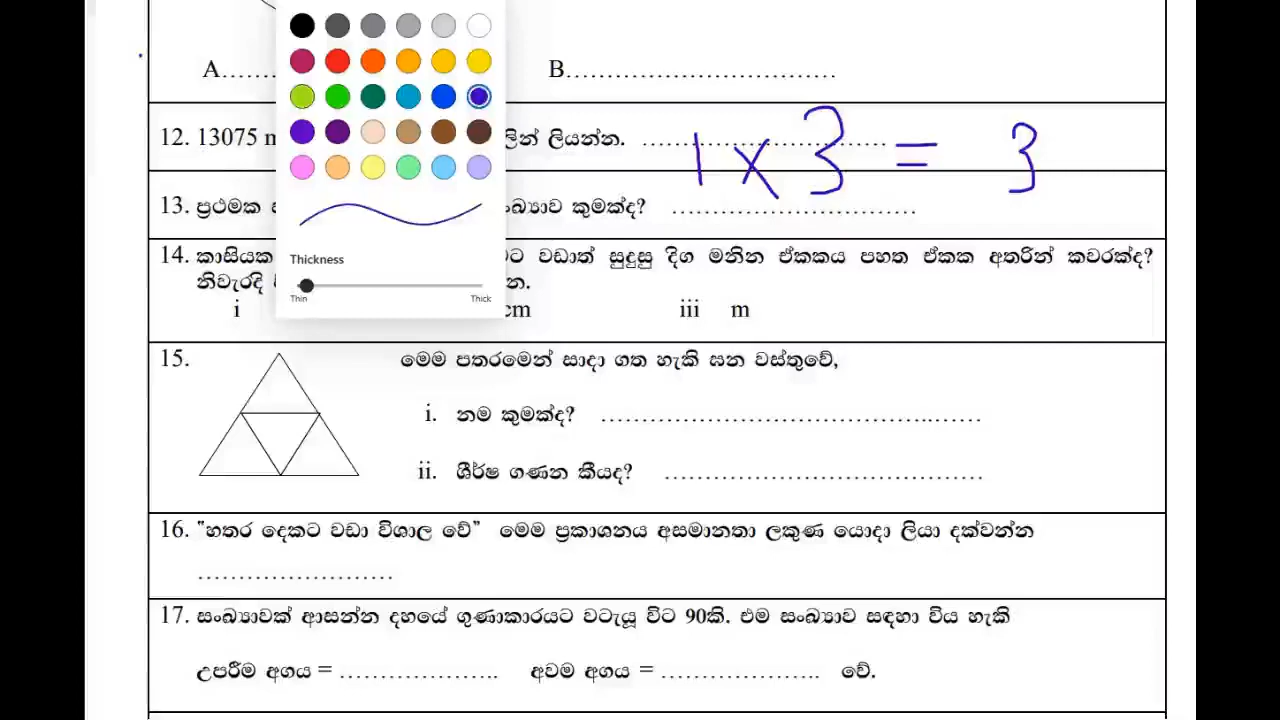 A…… B……………………………
Thickness
Thin Thick
12. 13075 ලියන්න. ……………………… 1 x 3 = 3
13. ප්‍රථමක කුමක්ද? …………………………
14. කාසියක වඩාත් සුදුසු දිග මනින ඒකකය පහත ඒකක අතරින් කවරක්ද?
නිවැරදි
i cm iii m
15. මෙම පතරමෙන් සාදා ගත හැකි ඝන වස්තුවේ,
i. නම කුමක්ද? ………………………………………
ii. ශීර්ෂ ගණන කීයද? …………………………………
16. "හතර දෙකට වඩා විශාල වේ" මෙම ප්‍රකාශනය අසමානතා ලකුණ යොදා ලියා දක්වන්න
……………………
17. සංඛ්‍යාවක් ආසන්න දහයේ ගුණාකාරයට වටැයූ විට 90කි. එම සංඛ්‍යාව සඳහා විය හැකි
උපරිම අගය = ………………. අවම අගය = ………………. වේ.